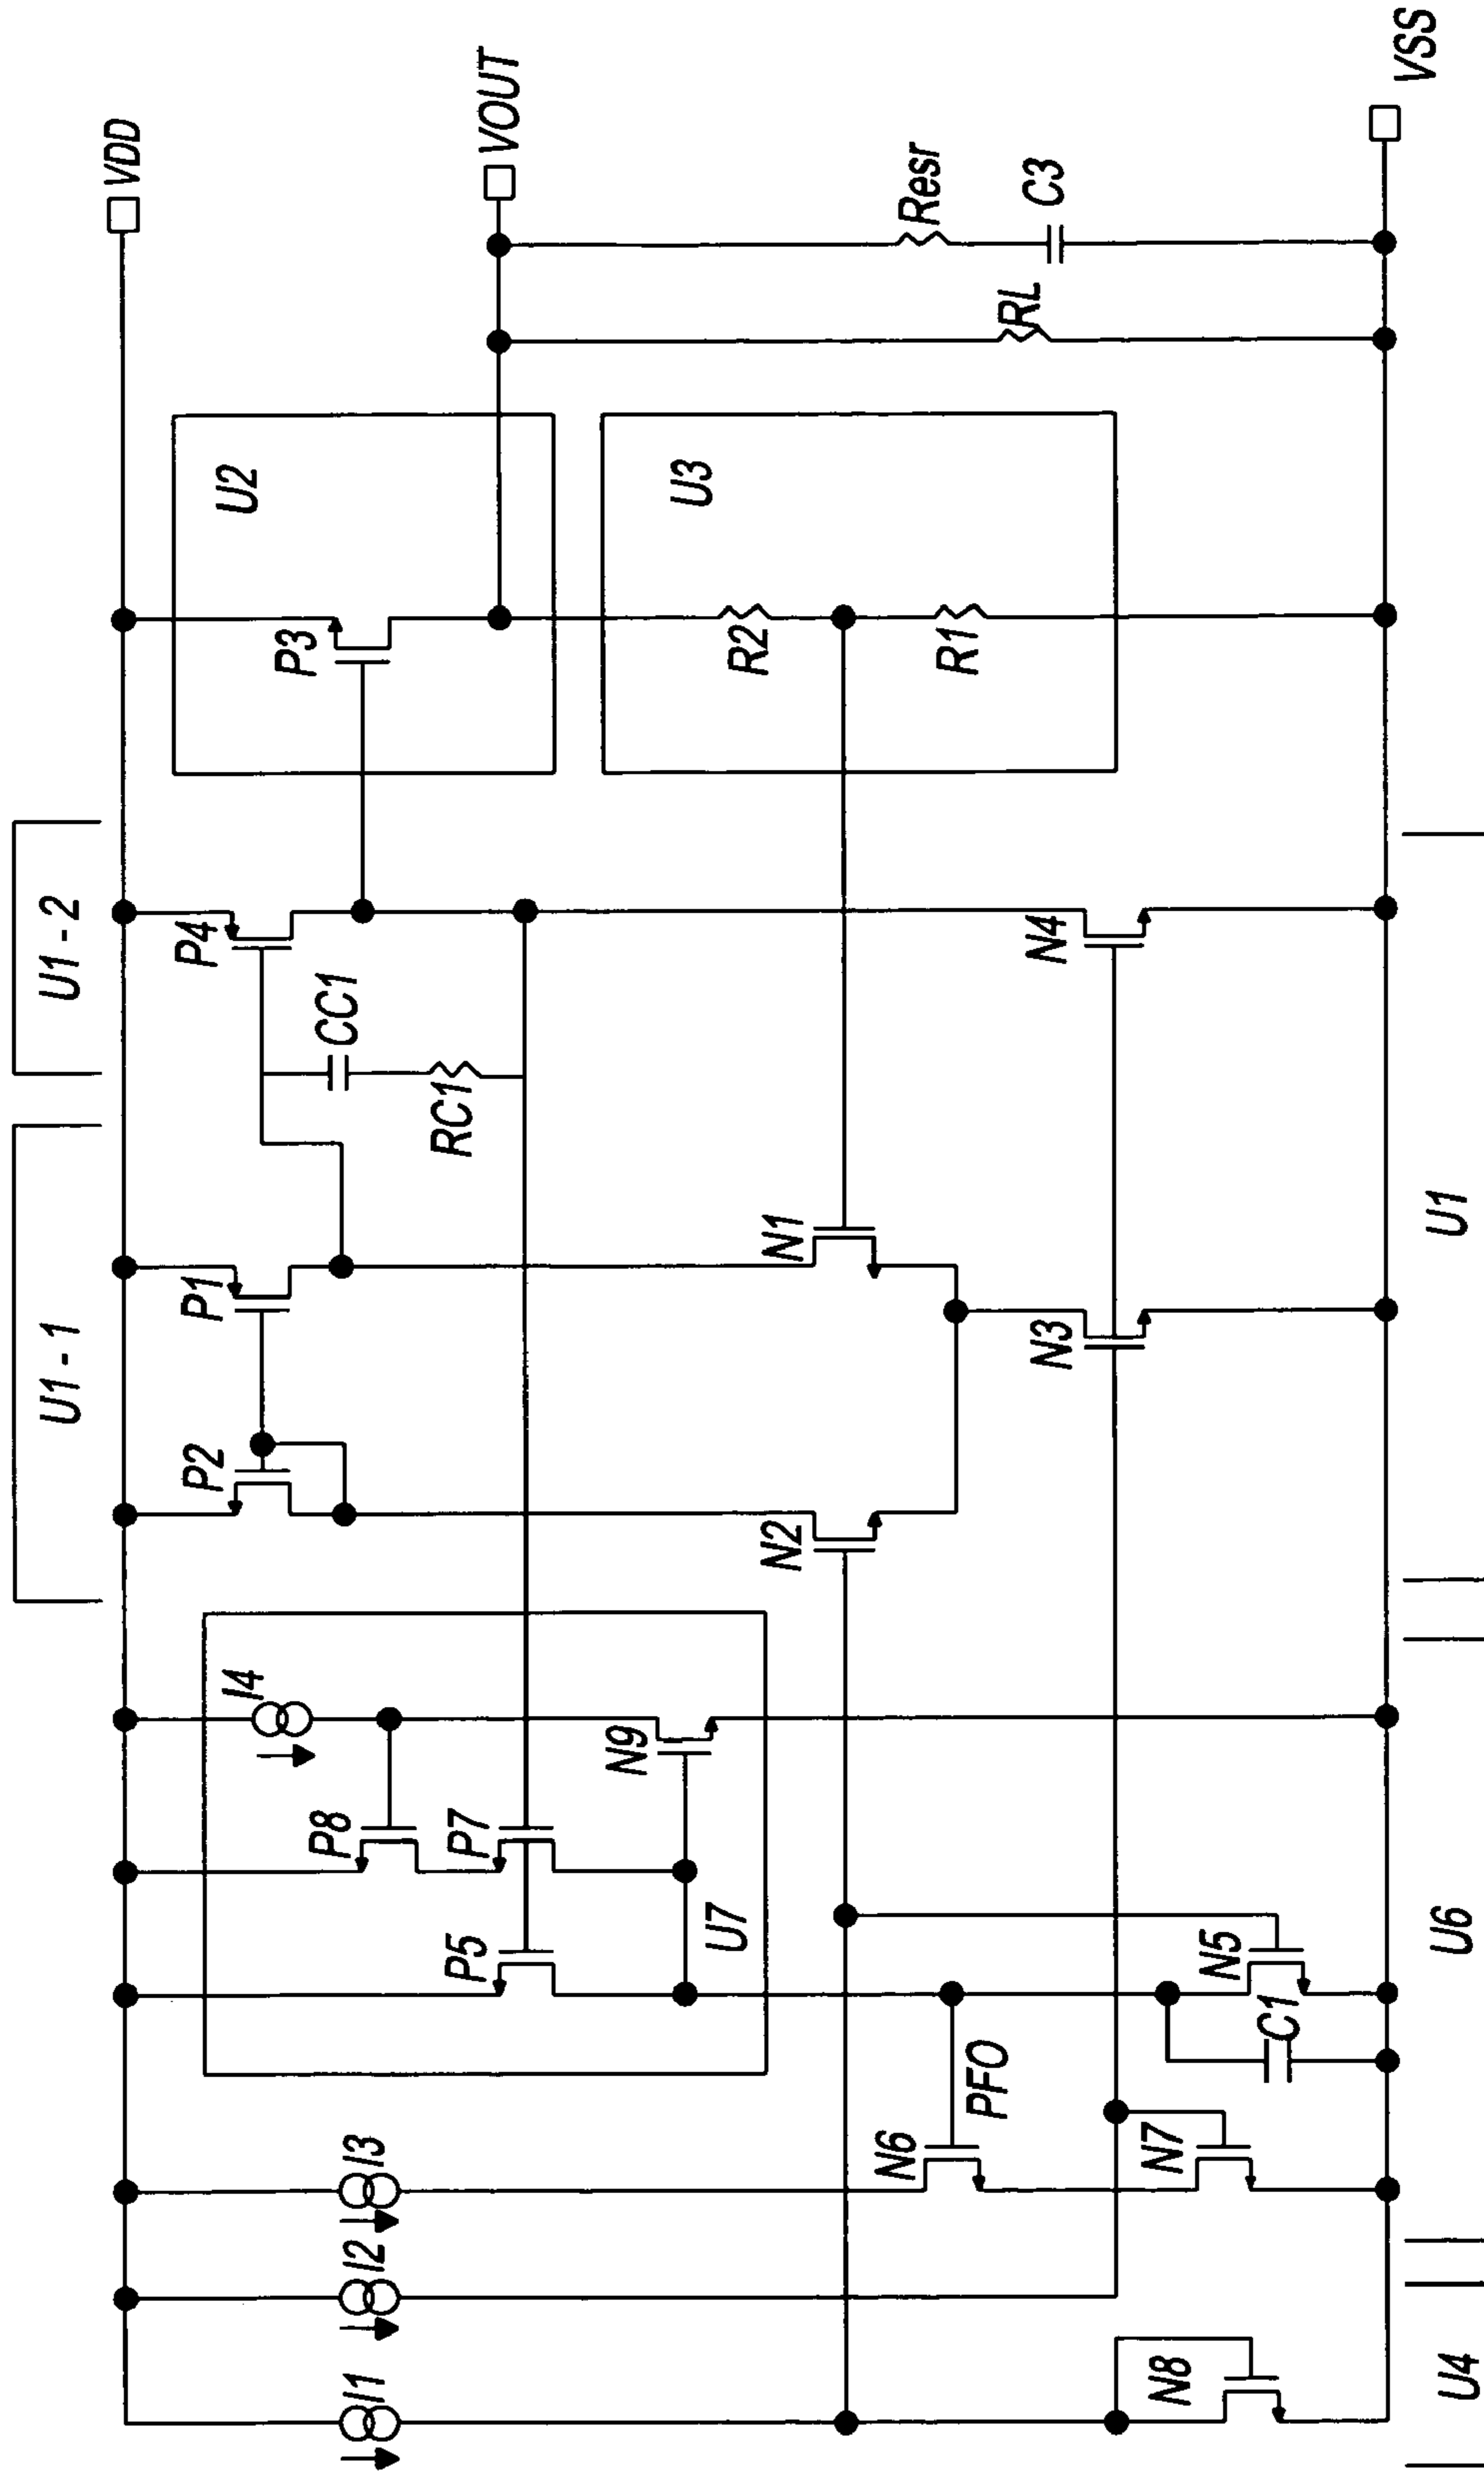 U1 - 1
U1 - 2
VDD
I1
I2
I3
I4
P8
P7
P5
N9
U7
P2
P1
P4
CC1
RC1
P3
U2
VOUT
N2
N1
R2
R1
U3
RL
Resr
C3
N6
PFO
N7
N8
C1
N5
N3
N4
VSS
U4
U6
U1